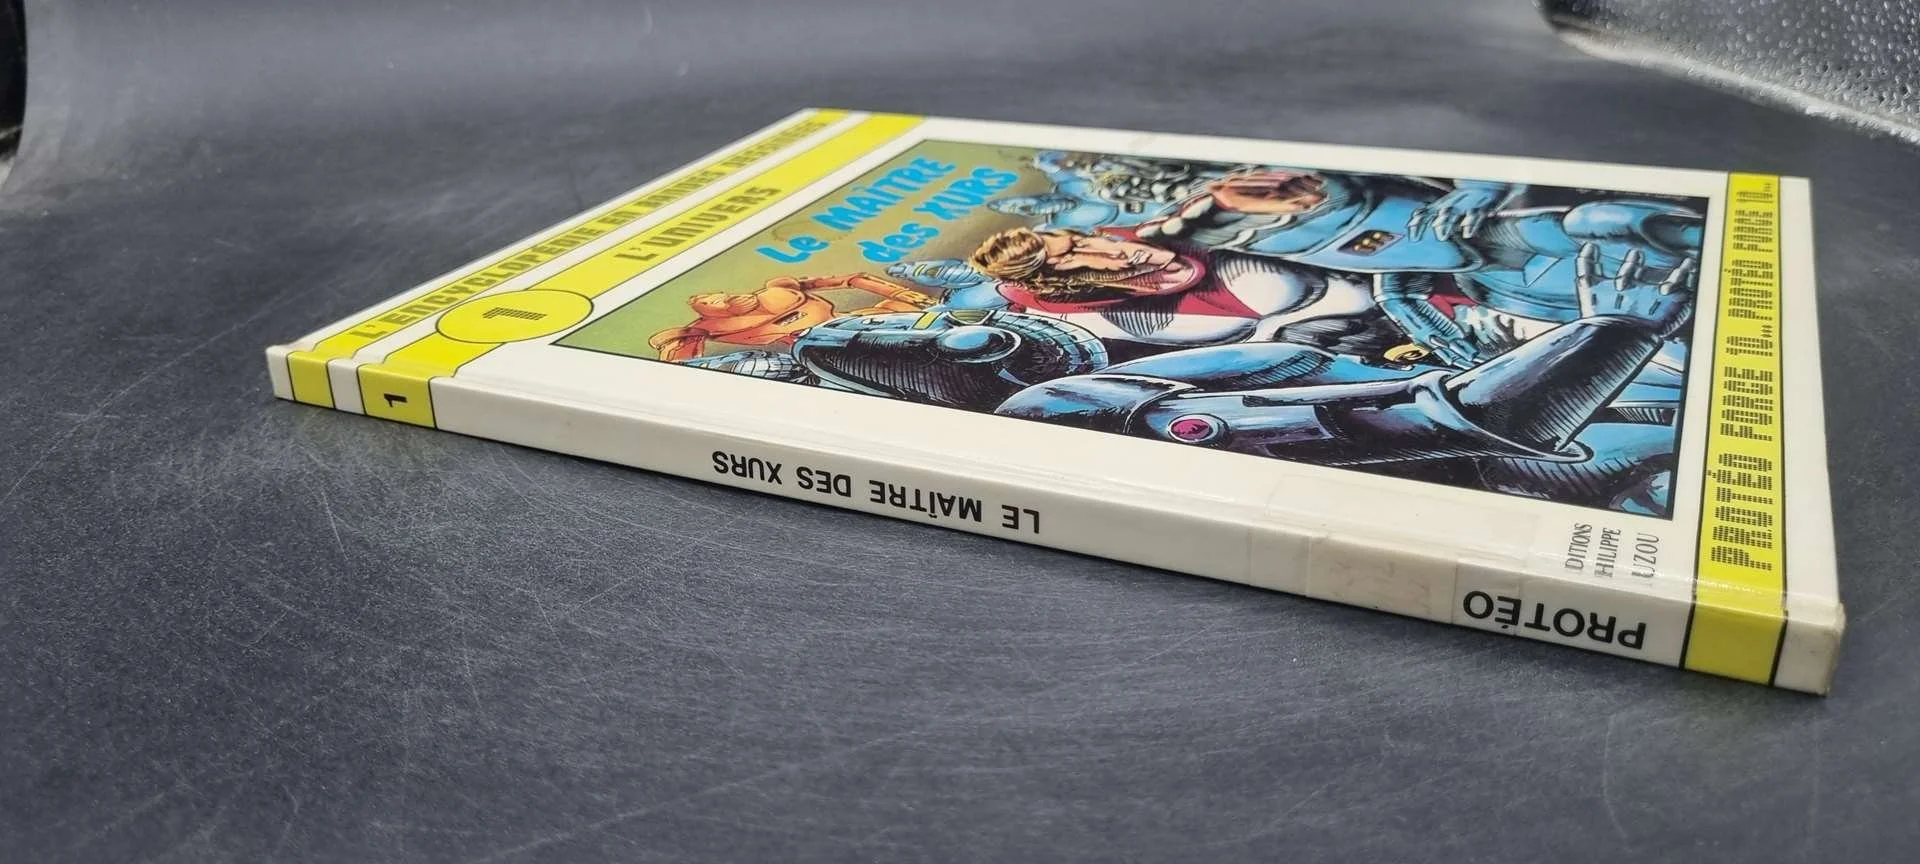 L'ENCYCLOPÉDIE EN BANDES DESSINÉES
L'UNIVERS
1
Le MAÎTRE
des XURS
PROTÉO FORCE 10... PROTÉO FORCE 10...
DITIONS
PHILIPPE
UZOU
1
LE MAÎTRE DES XURS
PROTÉO